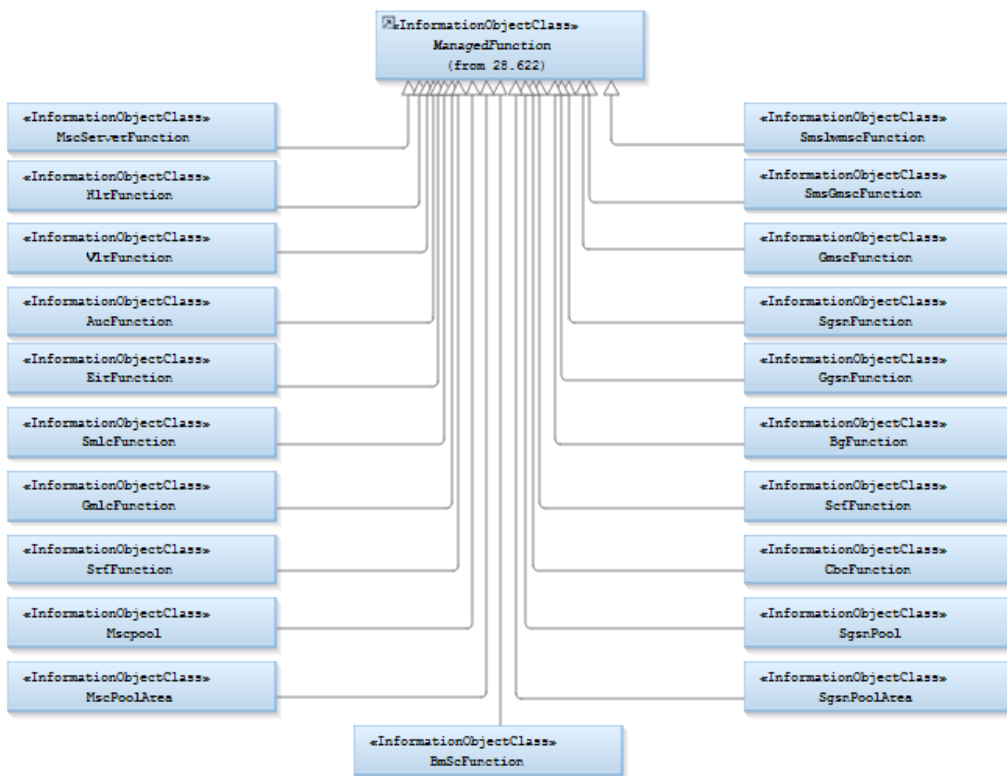 «InformationObjectClass»
ManagedFunction
(from 28.622)
«InformationObjectClass»
MscServerFunction
«InformationObjectClass»
HlrFunction
«InformationObjectClass»
VlrFunction
«InformationObjectClass»
AucFunction
«InformationObjectClass»
EirFunction
«InformationObjectClass»
SmlcFunction
«InformationObjectClass»
GmlcFunction
«InformationObjectClass»
SrfFunction
«InformationObjectClass»
Mscpool
«InformationObjectClass»
MscPoolArea
«InformationObjectClass»
SmsIwmscFunction
«InformationObjectClass»
SmsGmscFunction
«InformationObjectClass»
GmscFunction
«InformationObjectClass»
SgsnFunction
«InformationObjectClass»
GgsnFunction
«InformationObjectClass»
BgFunction
«InformationObjectClass»
ScfFunction
«InformationObjectClass»
CbcFunction
«InformationObjectClass»
SgsnPool
«InformationObjectClass»
SgsnPoolArea
«InformationObjectClass»
BmScFunction